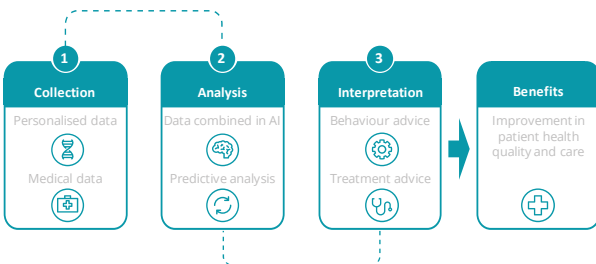 1
Collection
Personalised data
Medical data
2
Analysis
Data combined in AI
Predictive analysis
3
Interpretation
Behaviour advice
Treatment advice
Benefits
Improvement in
patient health
quality and care